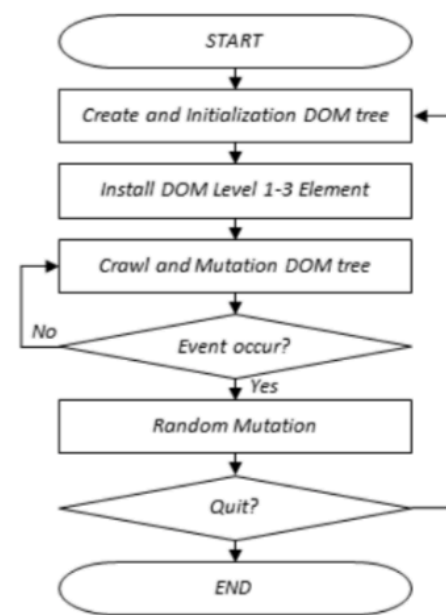 START
Create and Initialization DOM tree
Install DOM Level 1-3 Element
Crawl and Mutation DOM tree
No
Event occur?
Yes
Random Mutation
Quit?
END